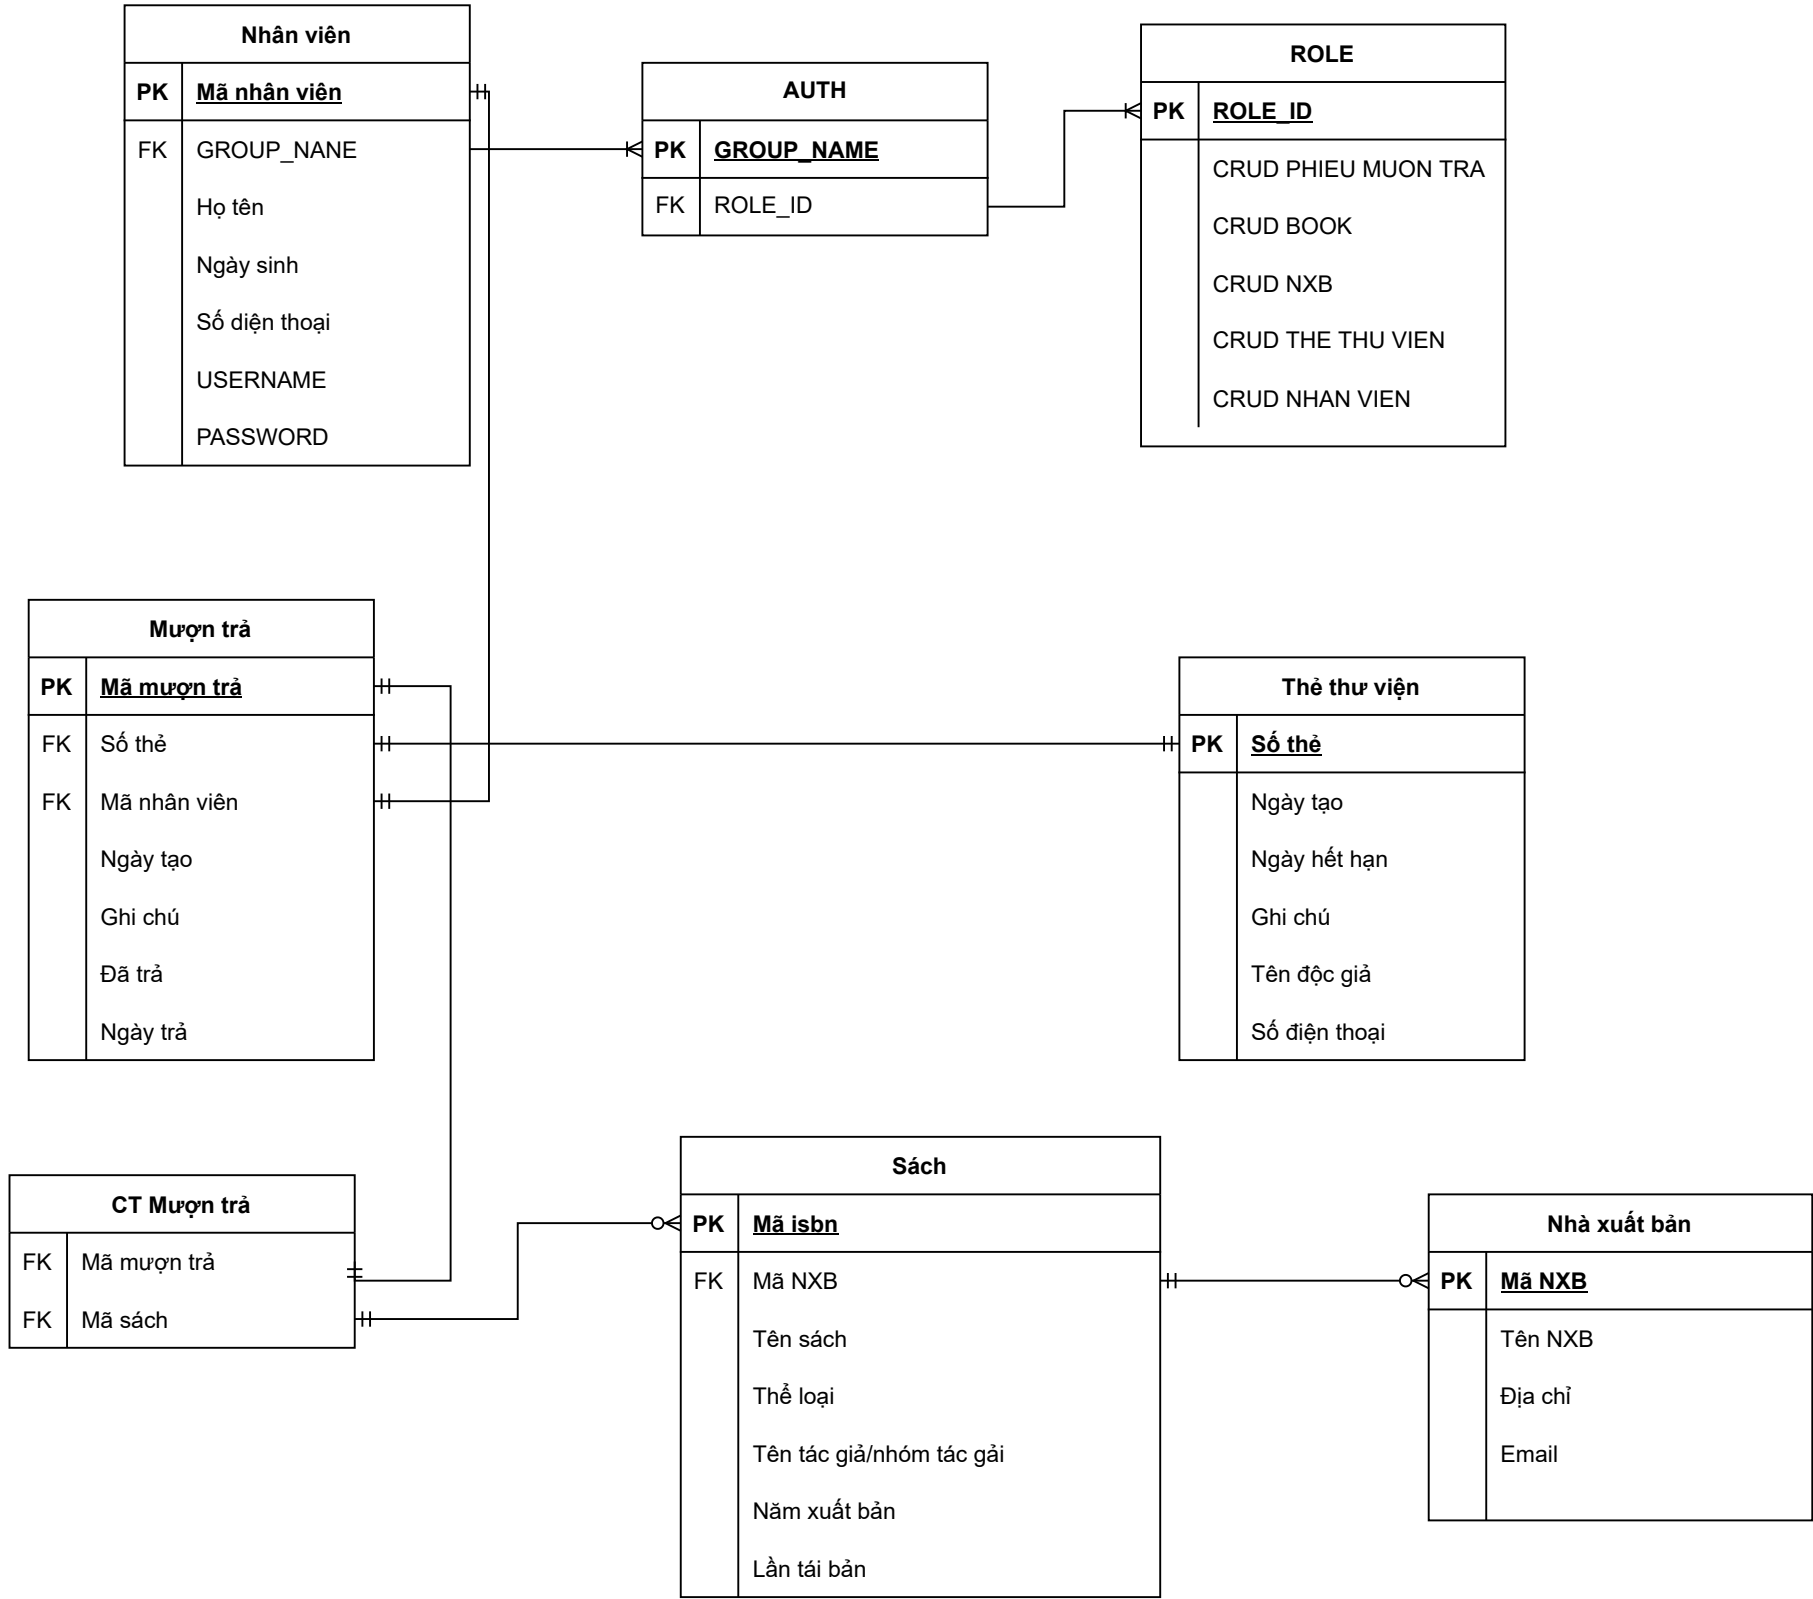 Nhân viên
PK Mã nhân viên
FK GROUP_NANE
Họ tên
Ngày sinh
Số diện thoại
USERNAME
PASSWORD
AUTH
PK GROUP_NAME
FK ROLE_ID
ROLE
PK ROLE_ID
CRUD PHIEU MUON TRA
CRUD BOOK
CRUD NXB
CRUD THE THU VIEN
CRUD NHAN VIEN
Mượn trả
PK Mã mượn trả
FK Số thẻ
FK Mã nhân viên
Ngày tạo
Ghi chú
Đã trả
Ngày trả
Thẻ thư viện
PK Số thẻ
Ngày tạo
Ngày hết hạn
Ghi chú
Tên độc giả
Số điện thoại
CT Mượn trả
FK Mã mượn trả
FK Mã sách
Sách
PK Mã isbn
FK Mã NXB
Tên sách
Thể loại
Tên tác giả/nhóm tác gải
Năm xuất bản
Lần tái bản
Nhà xuất bản
PK Mã NXB
Tên NXB
Địa chỉ
Email